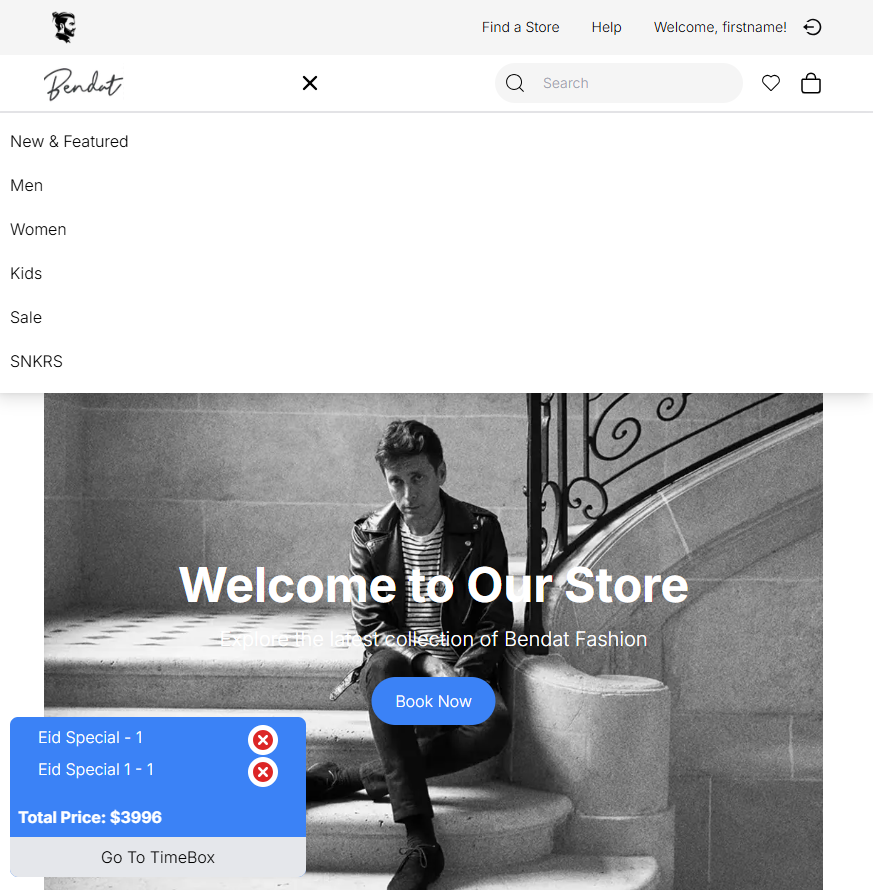 Find a Store Help Welcome, firstname!
Bendat Search
New & Featured
Men
Women
Kids
Sale
SNKRS
Welcome to Our Store
Explore the latest collection of Bendat Fashion
Book Now
Eid Special - 1
Eid Special 1 - 1
Total Price: $3996
Go To TimeBox